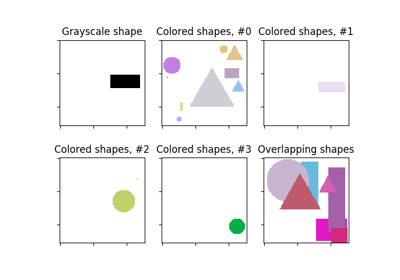 Grayscale shape
Colored shapes, #0
Colored shapes, #1
Colored shapes, #2
Colored shapes, #3
Overlapping shapes